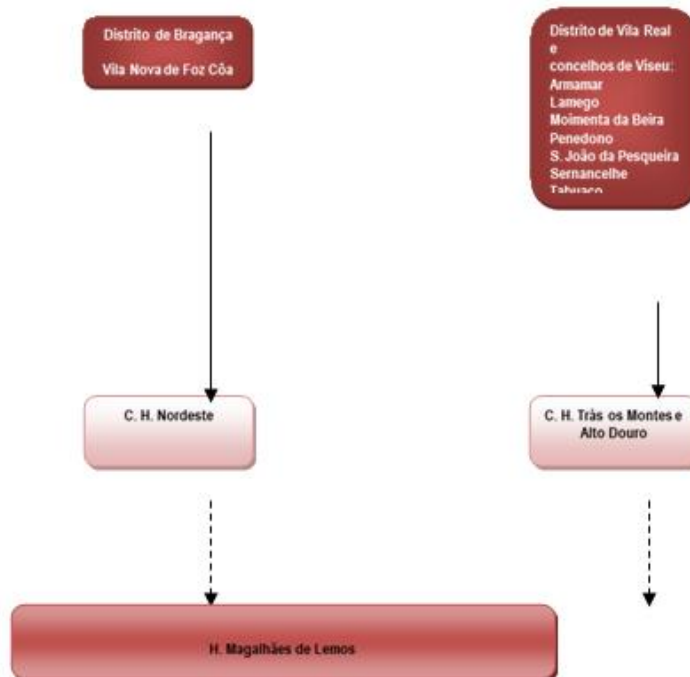 Distrito de Bragança
Vila Nova de Foz Côa
Distrito de Vila Real
e
concelhos de Viseu:
Armamar
Lamego
Moimenta da Beira
Penedono
S. João da Pesqueira
Sernancelhe
Tabuaço
C. H. Nordeste
C. H. Trás os Montes e
Alto Douro
H. Magalhães de Lemos